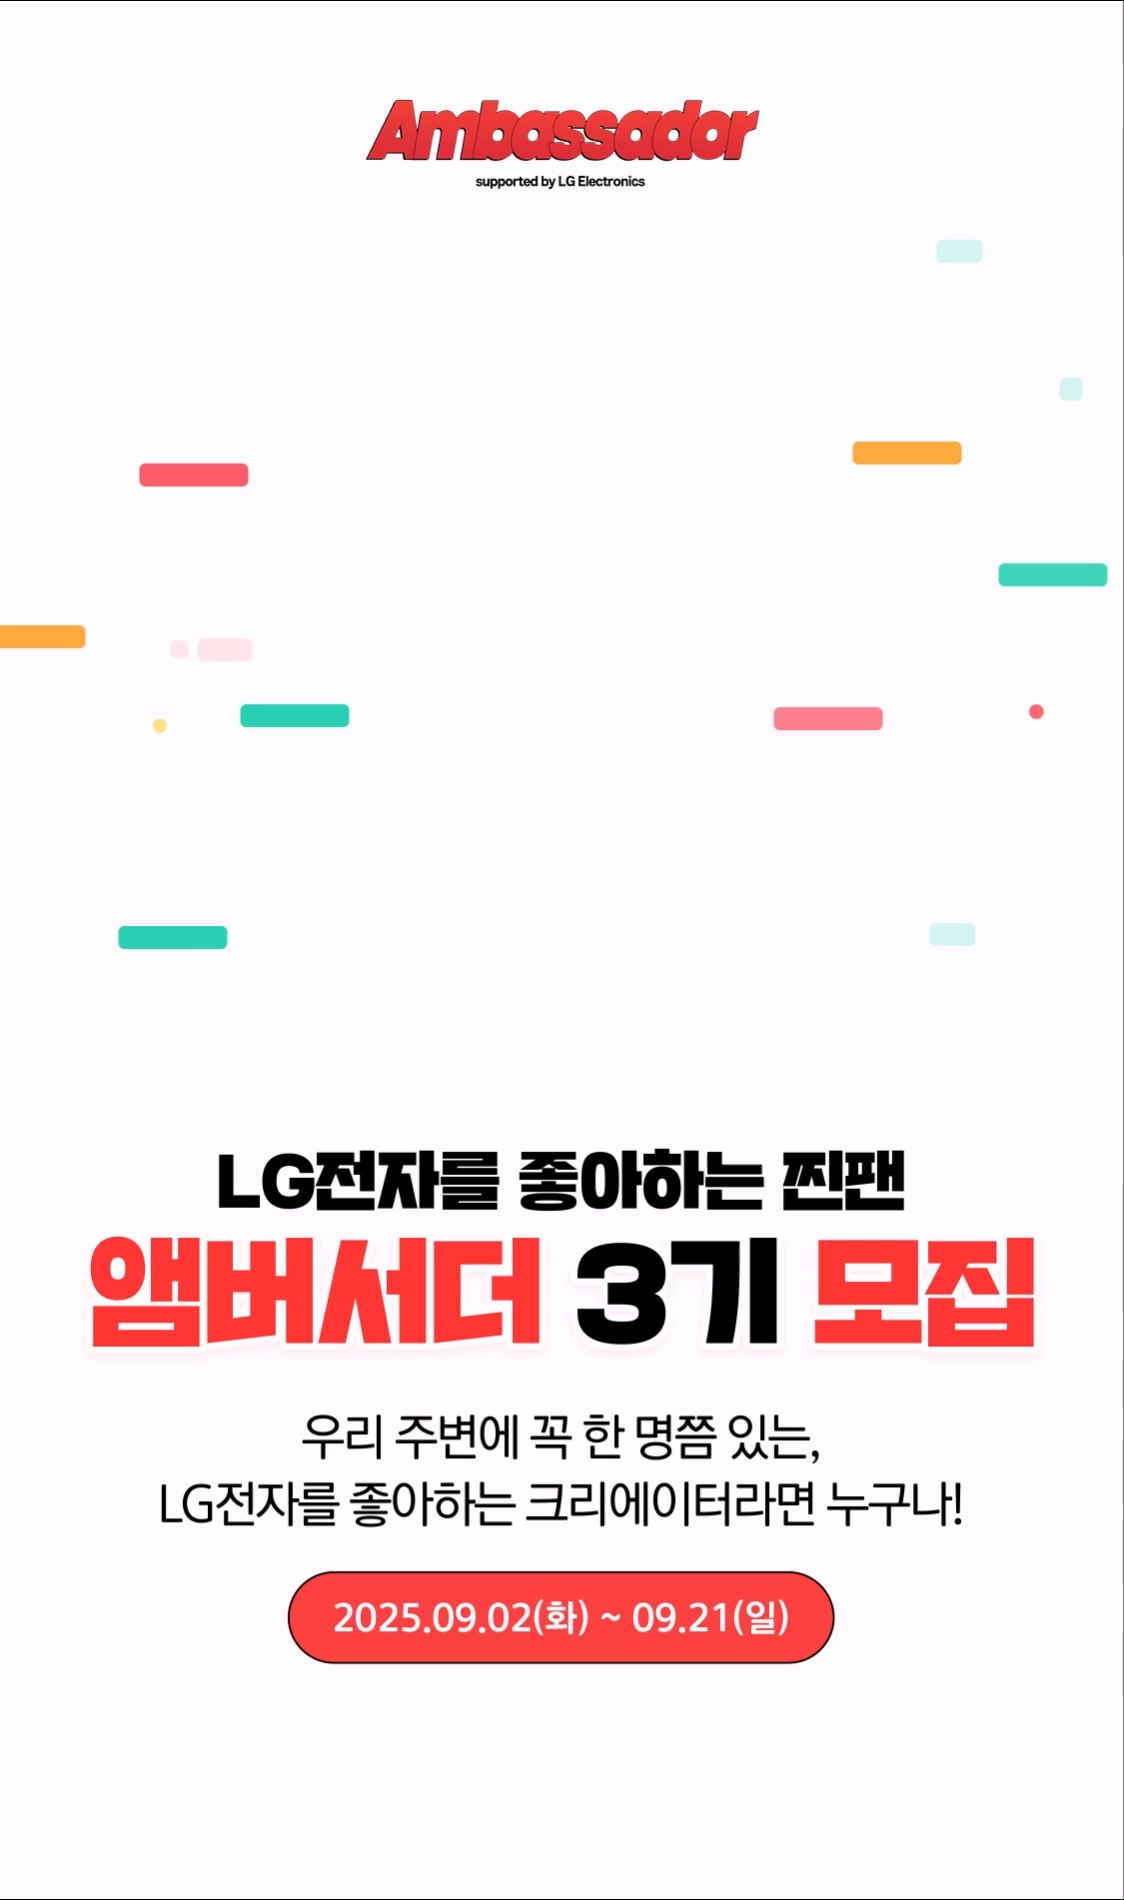 Ambassador
supported by LG Electronics
LG전자를 좋아하는 찐팬
앰버서더 3기 모집
우리 주변에 꼭 한 명쯤 있는,
LG전자를 좋아하는 크리에이터라면 누구나!
2025.09.02(화) ~ 09.21(일)